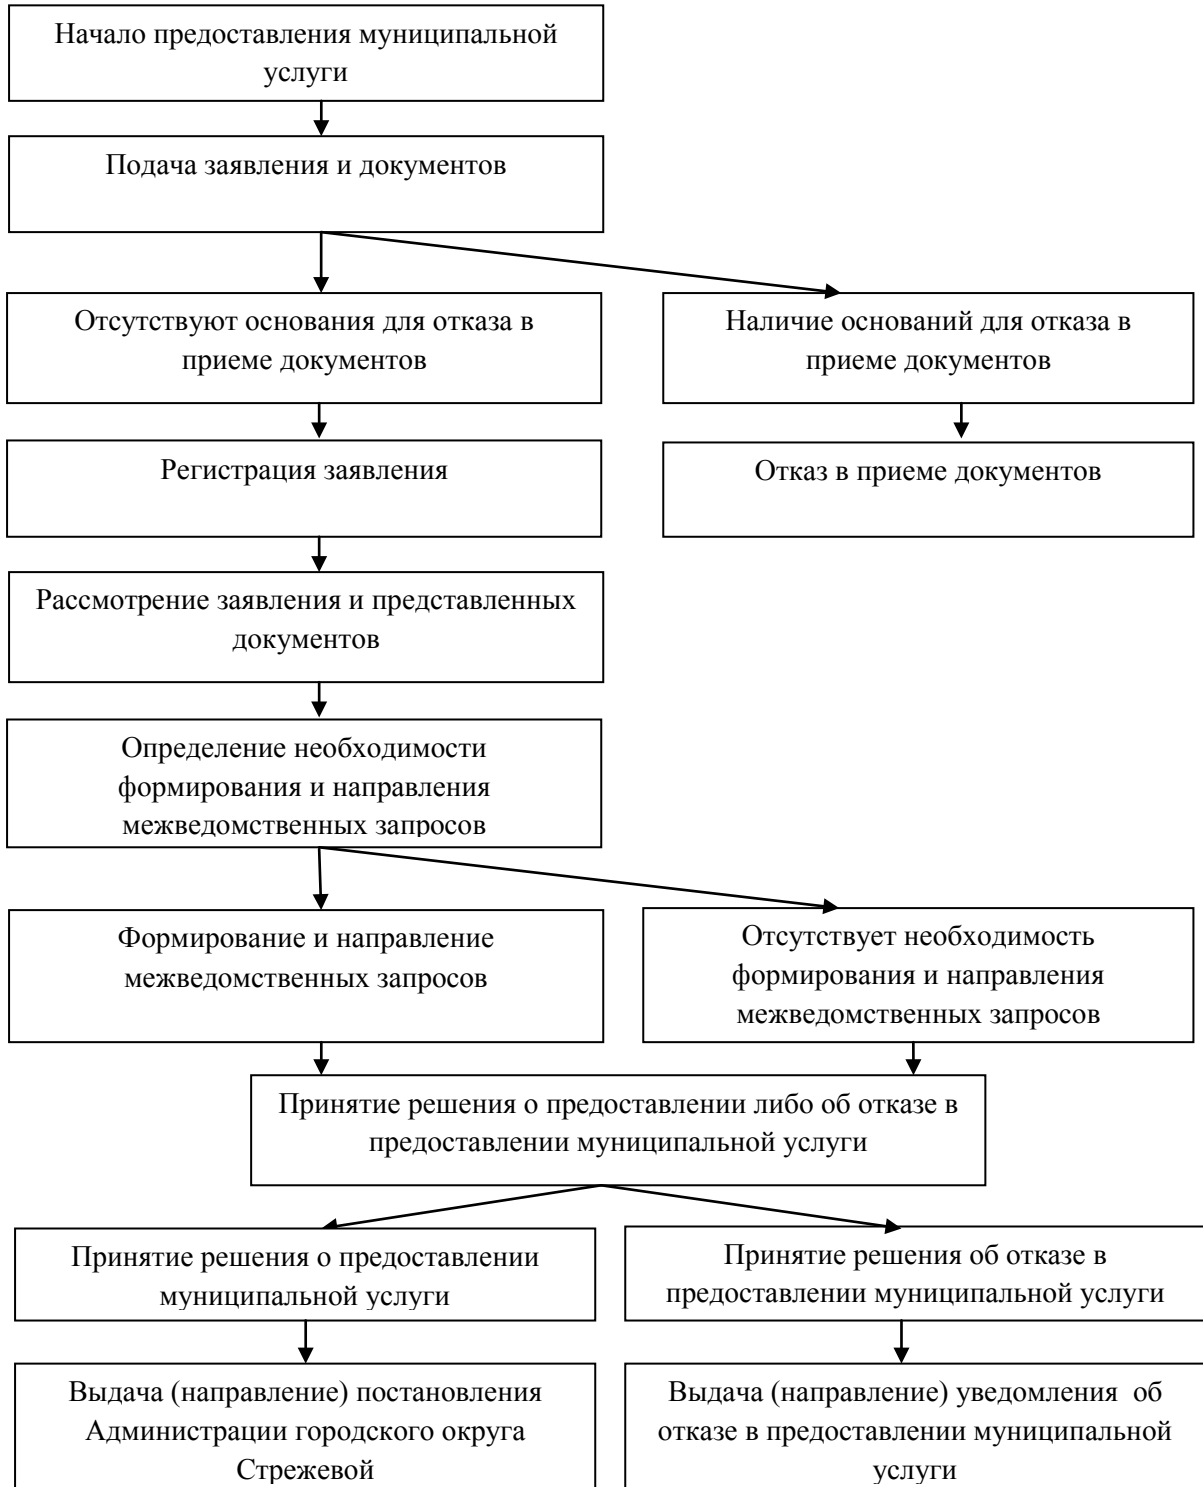 Начало предоставления муниципальной
услуги
Подача заявления и документов
Отсутствуют основания для отказа в
приеме документов
Наличие оснований для отказа в
приеме документов
Регистрация заявления
Отказ в приеме документов
Рассмотрение заявления и представленных
документов
Определение необходимости
формирования и направления
межведомственных запросов
Формирование и направление
межведомственных запросов
Отсутствует необходимость
формирования и направления
межведомственных запросов
Принятие решения о предоставлении либо об отказе в
предоставлении муниципальной услуги
Принятие решения о предоставлении
муниципальной услуги
Принятие решения об отказе в
предоставлении муниципальной услуги
Выдача (направление) постановления
Администрации городского округа
Стрежевой
Выдача (направление) уведомления об
отказе в предоставлении муниципальной
услуги